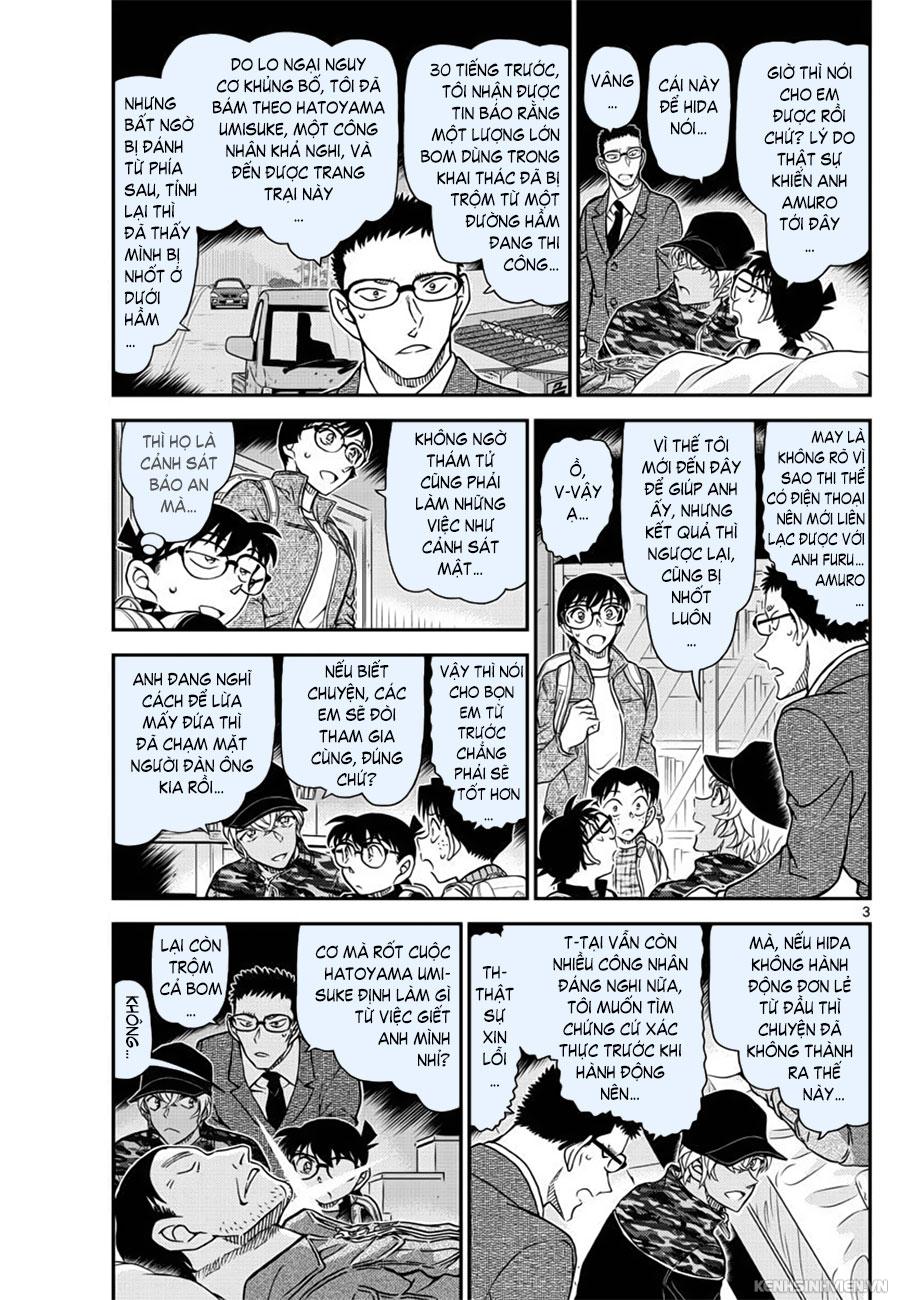 GIỜ THÌ NÓI
CHO EM
ĐƯỢC RỒI
CHỨ? LÝ DO
THẬT SỰ
KHIẾN ANH
AMURO
TỚI ĐÂY
...
CÁI NÀY
ĐỂ HIDA
NÓI...
VÂNG
...
30 TIẾNG TRƯỚC,
TÔI NHẬN ĐƯỢC
TIN BÁO RẰNG
MỘT LƯỢNG LỚN
BOM DÙNG TRONG
KHAI THÁC ĐÃ BỊ
TRỘM TỪ MỘT
ĐƯỜNG HẦM
ĐANG THI
CÔNG...
DO LO NGẠI NGUY
CƠ KHỦNG BỐ, TÔI ĐÃ
BÁM THEO HATOYAMA
UMISUKE, MỘT CÔNG
NHÂN KHẢ NGHI, VÀ
ĐẾN ĐƯỢC TRANG
TRẠI NÀY
...
NHƯNG
BẤT NGỜ
BỊ ĐÁNH
TỪ PHÍA
SAU, TỈNH
LẠI THÌ
ĐÃ THẤY
MÌNH BỊ
NHỐT Ở
DƯỚI
HẦM
...
MAY LÀ
KHÔNG RÕ VÌ
SAO THI THỂ
CÓ ĐIỆN THOẠI
NÊN MỚI LIÊN
LẠC ĐƯỢC VỚI
ANH FURU...
AMURO
VÌ THẾ TÔI
MỚI ĐẾN ĐÂY
ĐỂ GIÚP ANH
ẤY, NHƯNG
KẾT QUẢ THÌ
NGƯỢC LẠI,
CŨNG BỊ
NHỐT
LUÔN
...
Ồ,
V-VẬY
Ạ...
KHÔNG NGỜ
THÁM TỬ
CŨNG PHẢI
LÀM NHỮNG
VIỆC NHƯ
CẢNH SÁT
MẬT...
THÌ HỌ LÀ
CẢNH SÁT
BẢO AN
MÀ...
VẬY THÌ NÓI
CHO BỌN
EM TỪ
TRƯỚC
CHẲNG
PHẢI SẼ
TỐT HƠN
...
NẾU BIẾT
CHUYỆN, CÁC
EM SẼ ĐÒI
THAM GIA
CÙNG, ĐÚNG
CHỨ?
ANH ĐANG NGHĨ
CÁCH ĐỂ LỪA
MẤY ĐỨA THÌ
ĐÃ CHẠM MẶT
NGƯỜI ĐÀN ÔNG
KIA RỒI...
3
MÀ, NẾU HIDA
KHÔNG HÀNH
ĐỘNG ĐƠN LẺ
TỪ ĐẦU THÌ
CHUYỆN ĐÃ
KHÔNG THÀNH
RA THẾ
NÀY...
T-TẠI VẪN CÒN
NHIỀU CÔNG NHÂN
ĐÁNG NGHI NỮA,
TÔI MUỐN TÌM
CHỨNG CỨ XÁC
THỰC TRƯỚC KHI
HÀNH ĐỘNG
NÊN...
TH-
THẬT
SỰ
XIN
LỖI
...
CƠ MÀ RỐT CUỘC
HATOYAMA UMI-
SUKE ĐỊNH LÀM GÌ
TỪ VIỆC GIẾT
ANH MÌNH
NHỈ?
LẠI CÒN
TRỘM
CẢ BOM
...
KHÔNG...
KENHSINHVIEN.VN